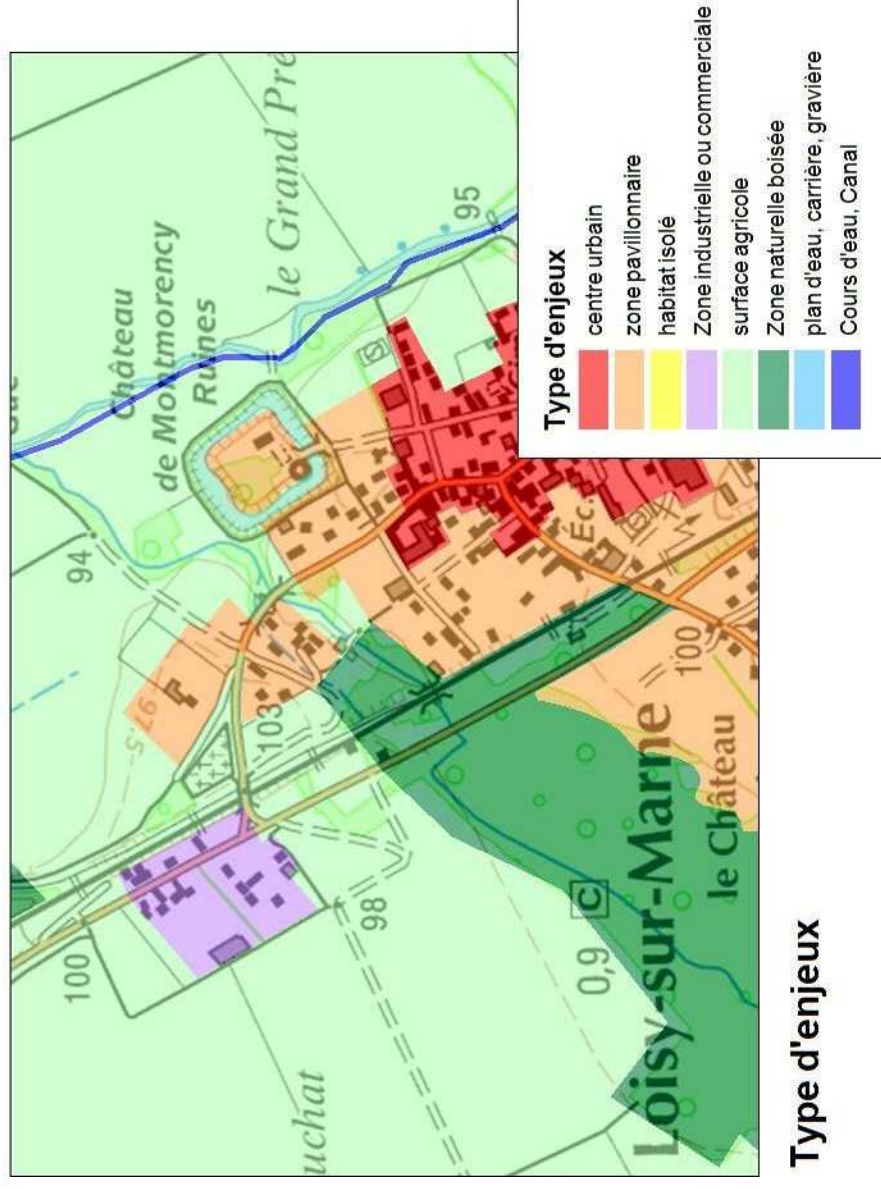 100
94
Château
de Montmorency
Ruines
97,5
103
le Grand Pré
uchat
98
95
Éc.
0,9 C
Loisy-sur-Marne
100
le Château
Type d'enjeux
centre urbain
zone pavillonnaire
habitat isolé
Zone industrielle ou commerciale
surface agricole
Zone naturelle boisée
plan d'eau, carrière, gravière
Cours d'eau, Canal
Type d'enjeux